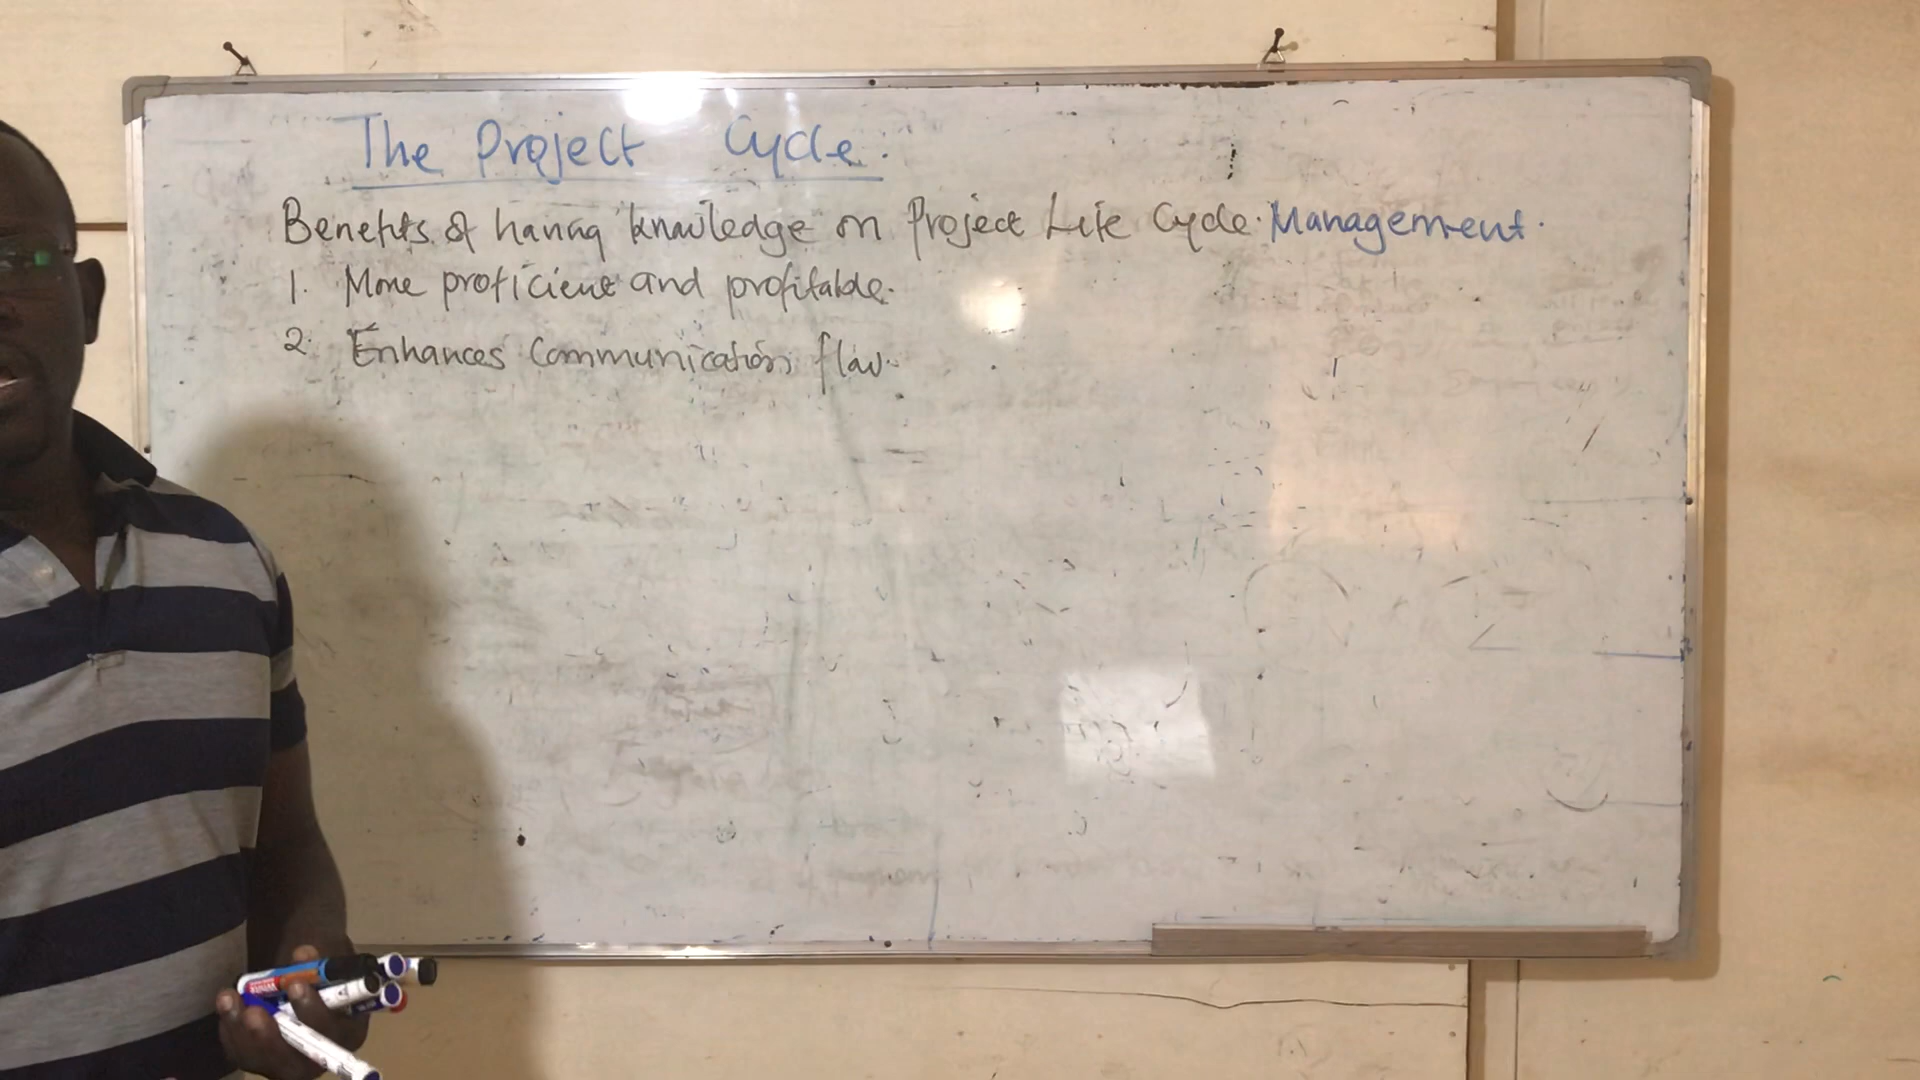 The Project Cycle.
Benefits of having knowledge on Project Life Cycle Management.
1. More proficient and profitable.
2. Enhances Communication flow.